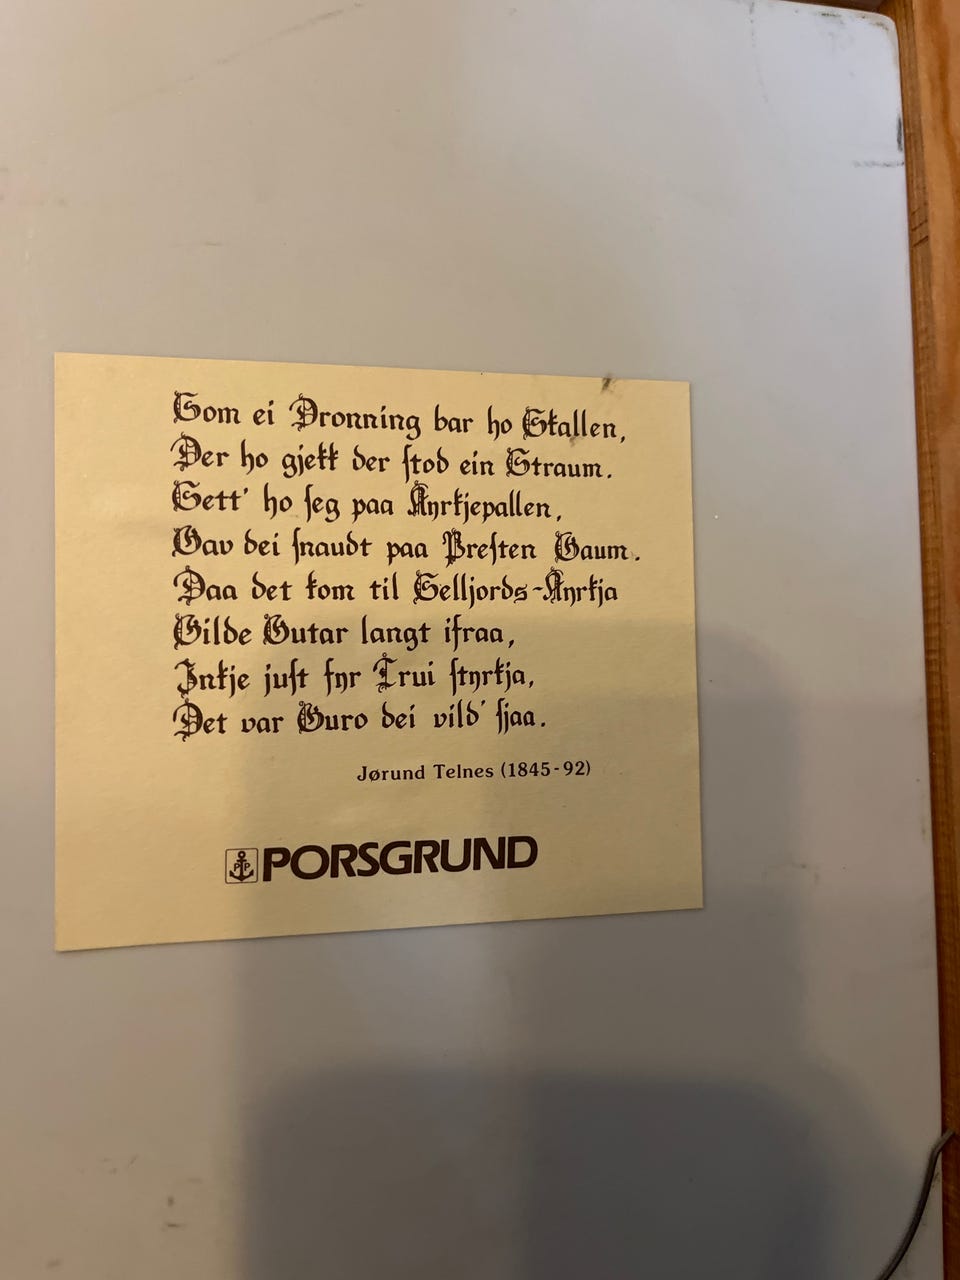 Som ei Dronning bar ho Skallen,
Der ho gjekk der stod ein Straum.
Sett' ho seg paa Kyrkjepallen,
Gav dei snaudt paa Presten Gaum.
Daa det kom til Selljords-Kyrkja
Gilde Gutar langt ifraa,
Inkje just fyr Trui styrkja,
Det var Guro dei vild' sjaa.
Jørund Telnes (1845-92)
PP PORSGRUND